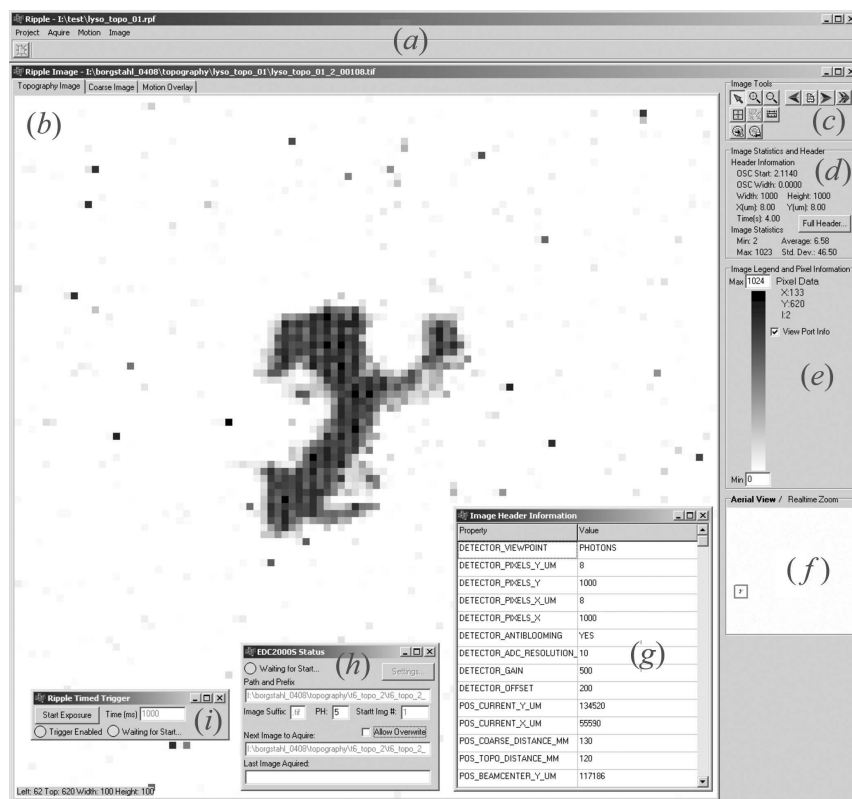 Ripple - I:\test\lyso_topo_01.rpf
Project Aquire Motion Image
(a)
Ripple Image - I:\borgstahl_0408\topography\lyso_topo_01\lyso_topo_01_2_00108.tif
Topography Image Coarse Image Motion Overlay
(b)
Image Tools
(c)
Image Statistics and Header
Header Information
(d)
OSC Start: 2.1140
OSC Width: 0.0000
Width: 1000 Height: 1000
X(um): 8.00 Y(um): 8.00
Time(s): 4.00
Full Header...
Image Statistics
Min: 2 Average: 6.58
Max: 1023 Std. Dev.: 46.50
Image Legend and Pixel Information
Max 1024 Pixel Data
X:133
Y:620
I:2
View Port Info
(e)
Min 0
Aerial View / Realtime Zoom
(f)
Image Header Information
Property Value
DETECTOR_VIEWPOINT PHOTONS
DETECTOR_PIXELS_Y_UM 8
DETECTOR_PIXELS_Y 1000
DETECTOR_PIXELS_X_UM 8
DETECTOR_PIXELS_X 1000
DETECTOR_ANTIBLOOMING YES
DETECTOR_ADC_RESOLUTION_ 10
DETECTOR_GAIN 500
DETECTOR_OFFSET 200
POS_CURRENT_Y_UM 134520
POS_CURRENT_X_UM 55590
POS_COARSE_DISTANCE_MM 130
POS_TOPO_DISTANCE_MM 120
POS_BEAMCENTER_Y_UM 117186
(g)
EDC2000S Status
Waiting for Start...
(h)
Settings...
Path and Prefix
I:\borgstahl_0408\topography\t6_topo_2\t6_topo_2_
Image Suffix: .tif PH: 5 Startt Img #: 1
Next Image to Aquire: Allow Overwrite
I:\borgstahl_0408\topography\t6_topo_2\t6_topo_2_
Last Image Aquired:
Ripple Timed Trigger
Start Exposure Time (ms) 1000
(i)
Trigger Enabled Waiting for Start...
Left: 62 Top: 620 Width: 100 Height: 100